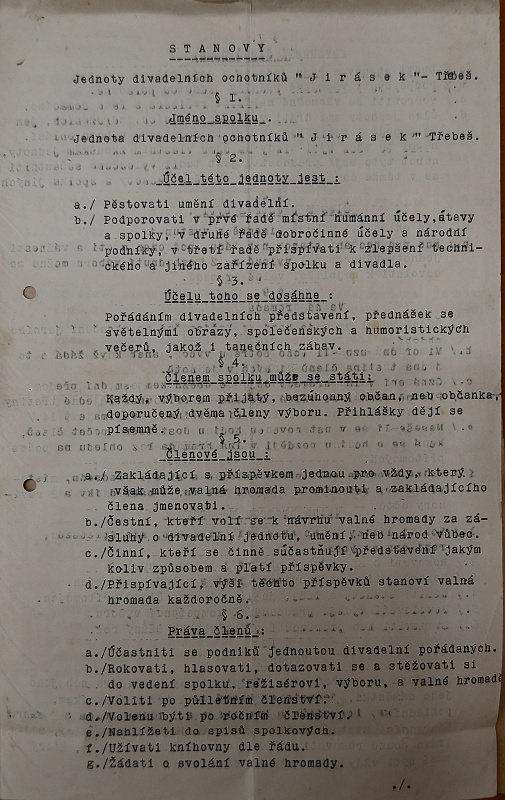 S T A N O V Y
Jednoty divadelních ochotníků " J i r á s e k "- Třebeš.
§ 1.
Jméno spolku .
Jednota divadelních ochotníků " J i r á s e k " Třebeš.
§ 2.
Účel této jednoty jest :
a./ Pěstovati umění divadelní.
b./ Podporovati v prvé řadě místní humánní účely,ústavy
a spolky, v druhé řadě dobročinné účely a národní
podniky, v třetí řadě přispívati k zlepšení techni-
ckého a jiného zařízení spolku a divadla.
§ 3.
Účelu toho se dosáhne :
Pořádáním divadelních představení, přednášek se
světelnými obrazy, společenských a humoristických
večerů, jakož i tanečních zábav.
§ 4.
Členem spolku může se státi:
Každý, výborem přijatý, bezúhonný občan, neb občanka,
doporučený dvěma členy výboru. Přihlášky dějí se
písemně.
§ 5.
Členové jsou :
a./ Zakládající s příspěvkem jednou pro vždy, který
však může valná hromada prominouti a zakládajícího
člena jmenovati.
b./Čestní, kteří volí se k návrhu valné hromady za zá-
sluhy o divadelní jednotu, umění, neb národ vůbec.
c./Činní, kteří se činně súčastňují představení jakým
koliv způsobem a platí příspěvky.
d./Přispívající, výši těchto příspěvků stanoví valná
hromada každoročně.
§ 6.
Práva členů :
a./Účastniti se podniků jednoutou divadelní pořádaných.
b./Rokovati, hlasovati, dotazovati se a stěžovati si
do vedení spolku, režisérovi, výboru, a valné hromadě
c./Voliti po půlletním členství.
d./Volenu býti po ročním členství.
e./Nahlížeti do spisů spolkových.
f./Užívati knihovny dle řádu.
g./Žádati o svolání valné hromady.
./.